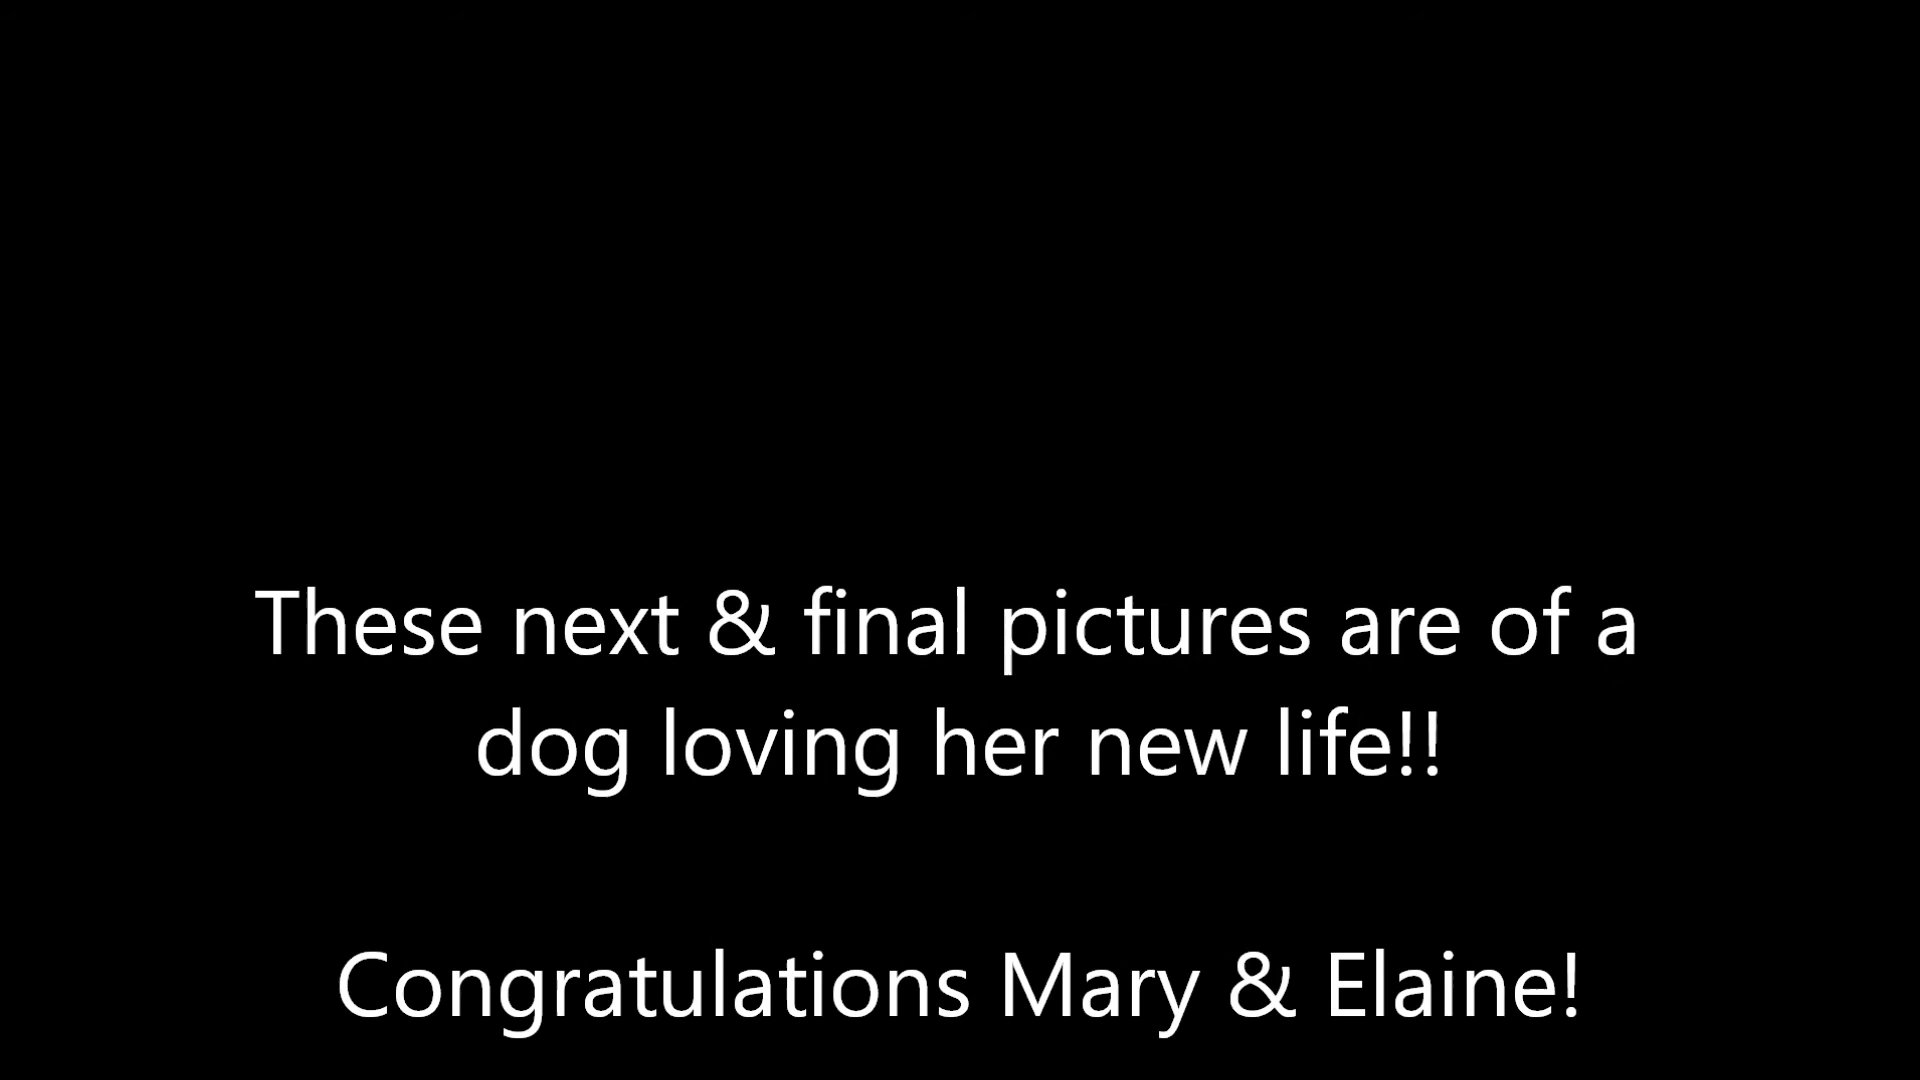 These next & final pictures are of a
dog loving her new life!!
Congratulations Mary & Elaine!